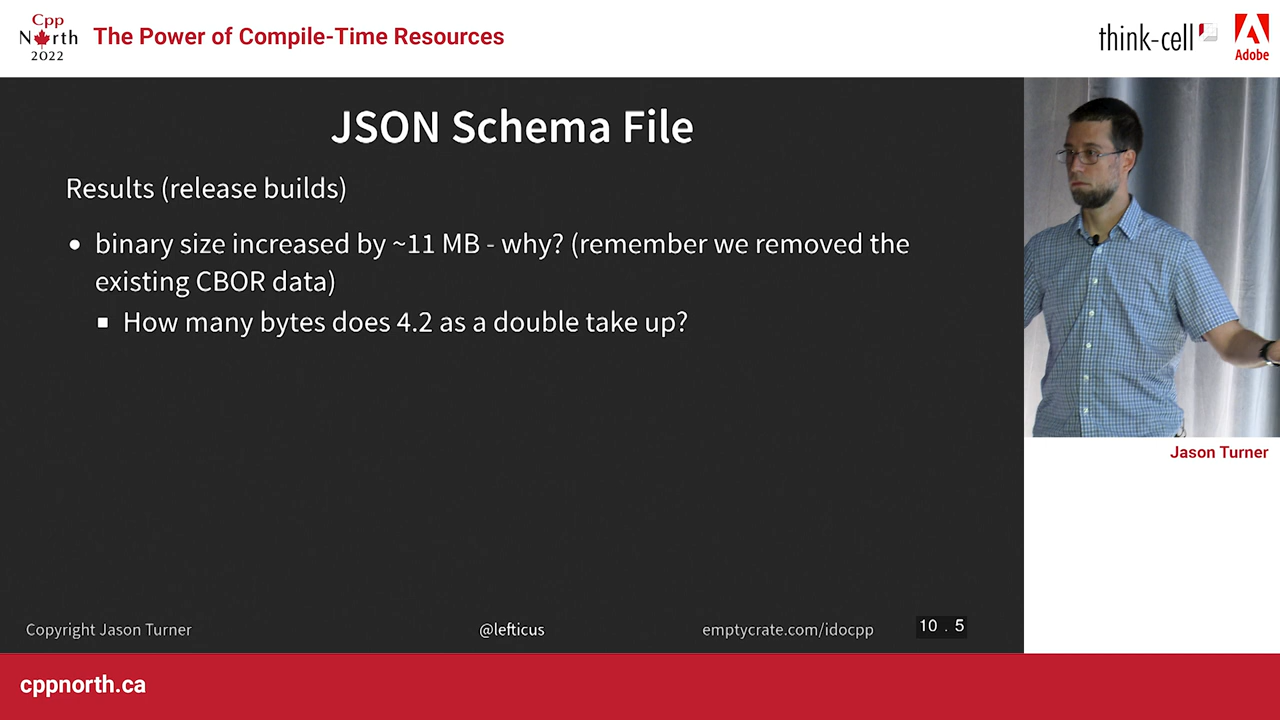 Cpp
North
2022
The Power of Compile-Time Resources
think-cell
Adobe
JSON Schema File
Results (release builds)
• binary size increased by ~11 MB - why? (remember we removed the
existing CBOR data)
▪ How many bytes does 4.2 as a double take up?
Jason Turner
Copyright Jason Turner
@lefticus
emptycrate.com/idocpp
10 . 5
cppnorth.ca